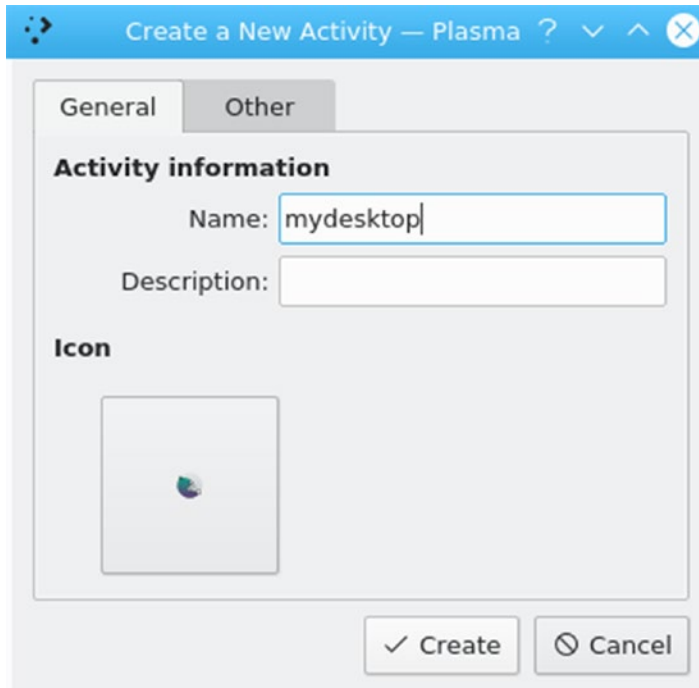 Create a New Activity — Plasma ?
General Other
Activity information
Name: mydesktop
Description:
Icon
Create Cancel